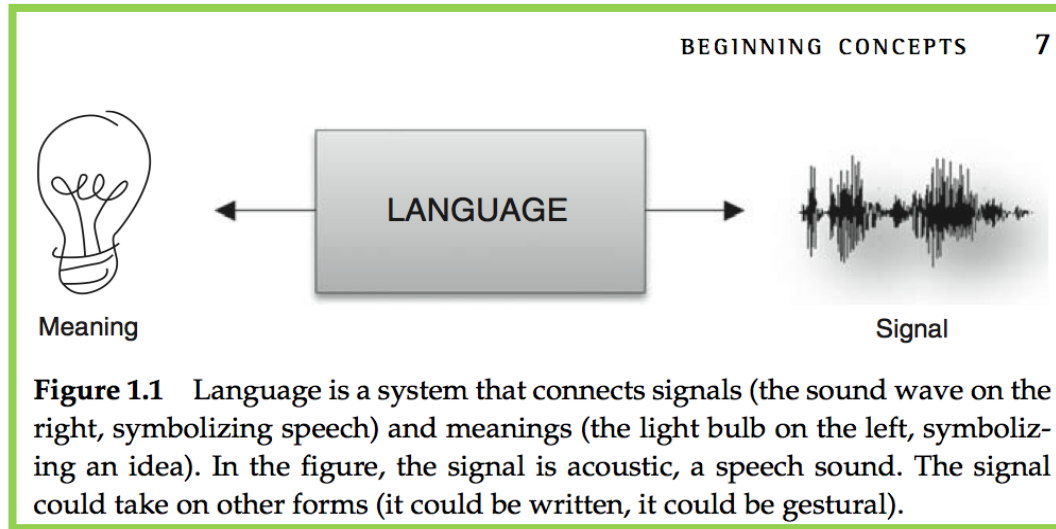 BEGINNING CONCEPTS 7
LANGUAGE
Meaning
Signal
Figure 1.1 Language is a system that connects signals (the sound wave on the
right, symbolizing speech) and meanings (the light bulb on the left, symboliz-
ing an idea). In the figure, the signal is acoustic, a speech sound. The signal
could take on other forms (it could be written, it could be gestural).